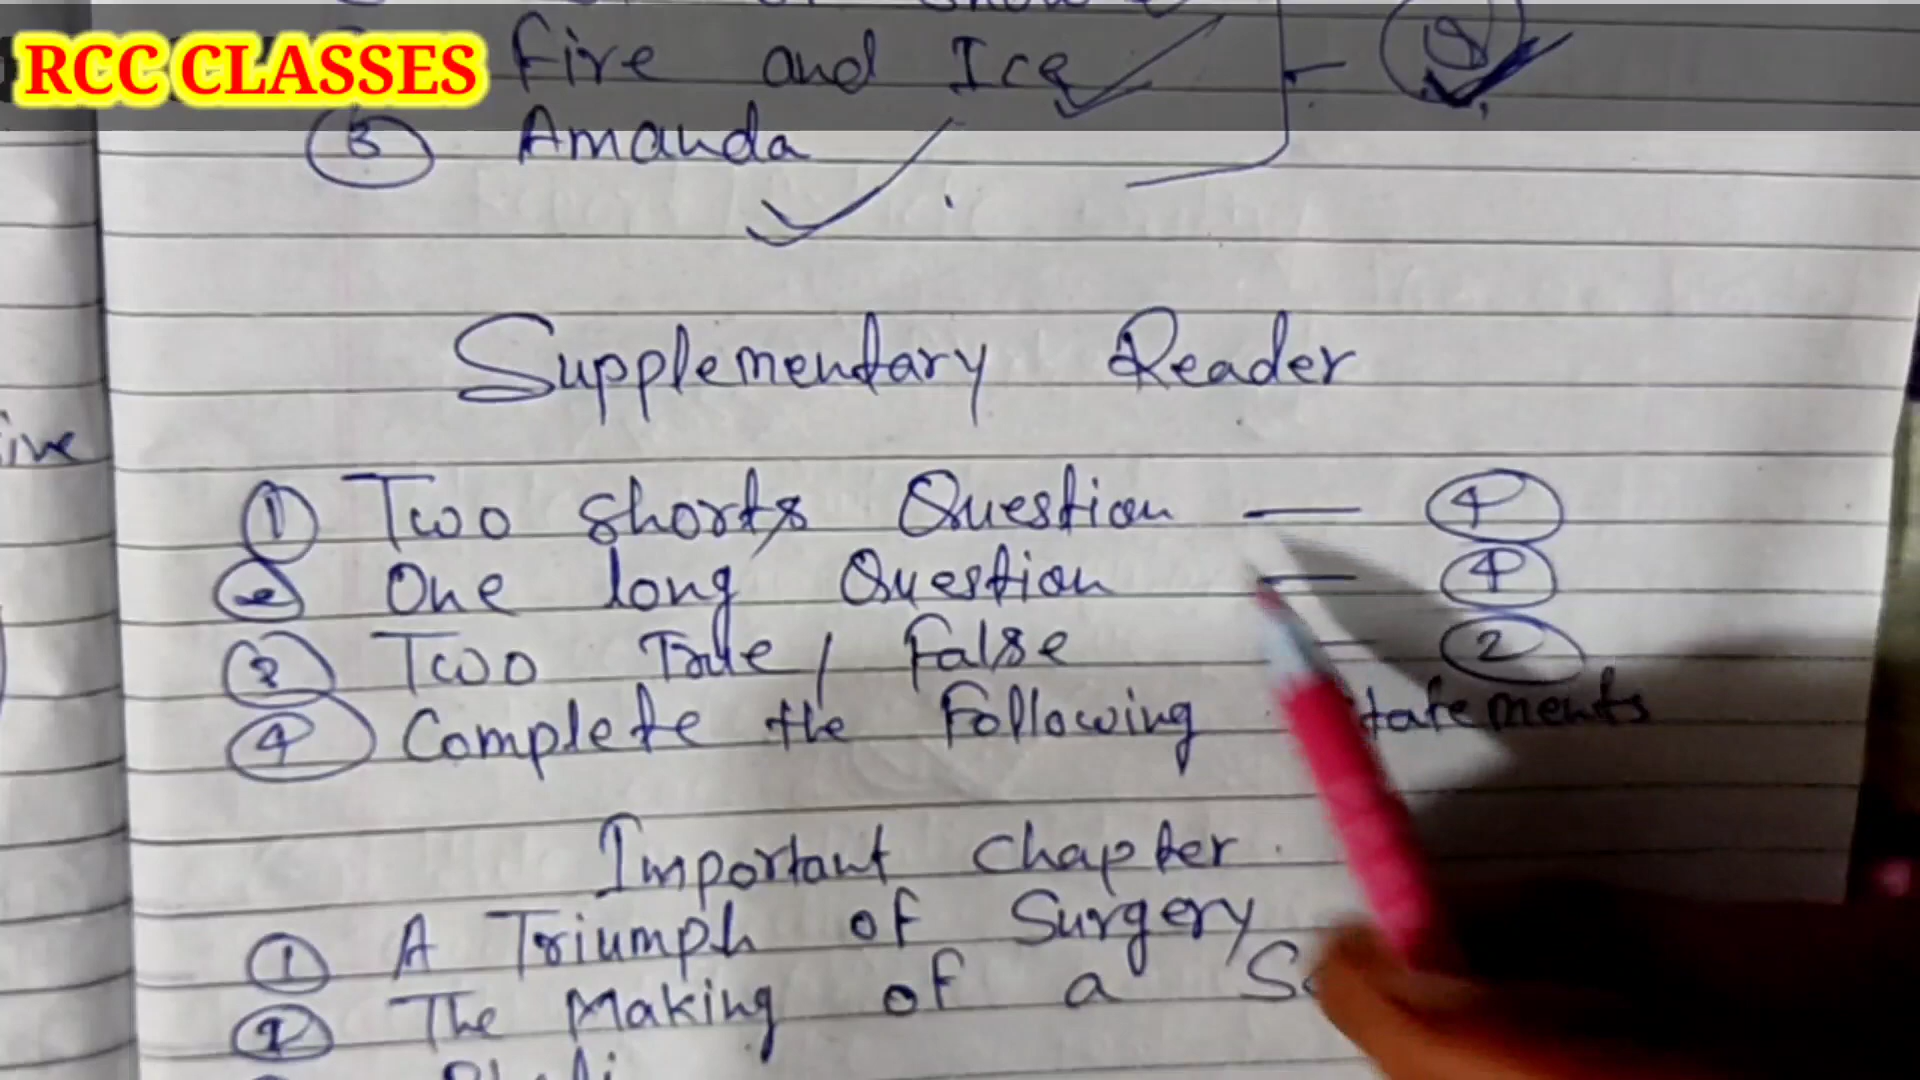 RCC CLASSES
Fire and Ice
3 Amanda
Supplementary Reader
1 Two Shorts Question — 4
2 One long Question — 4
3 Two True / False — 2
4 Complete the Following Statements
Important Chapter
1 A Triumph of Surgery
2 The Making of a
ive